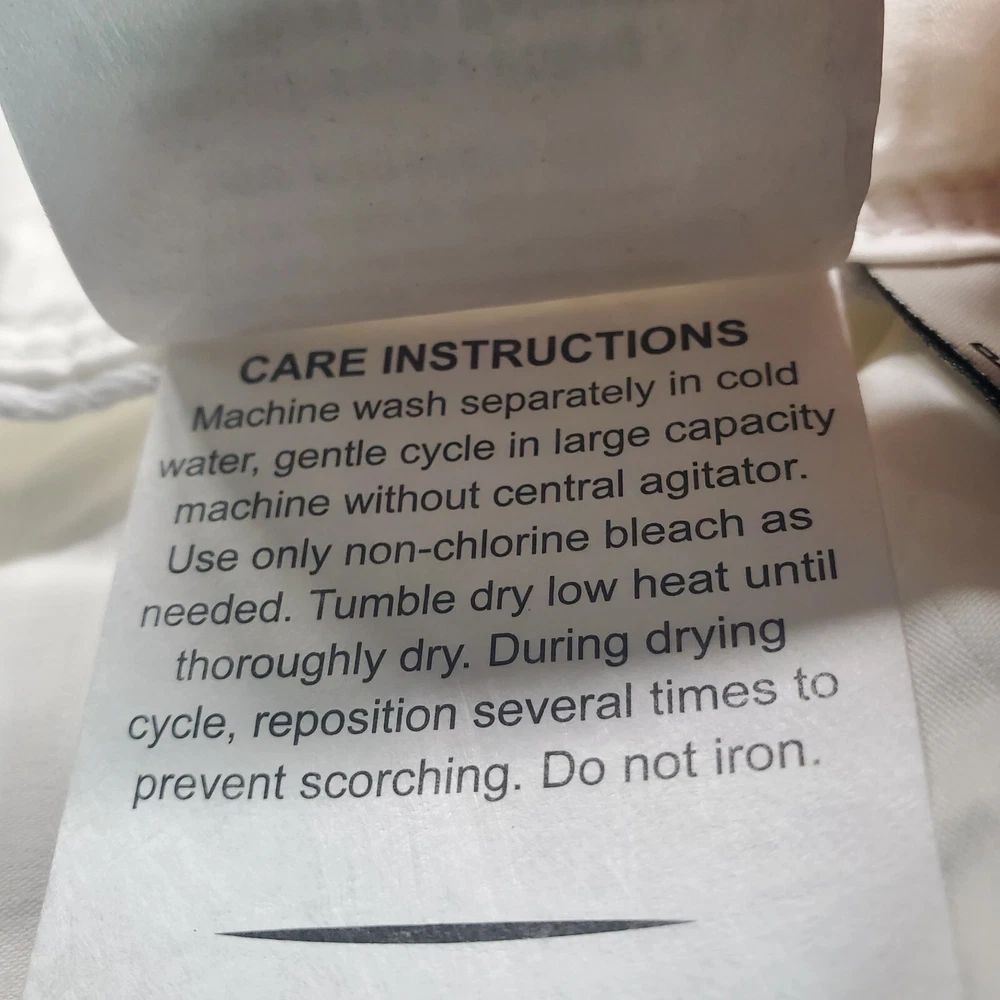 CARE INSTRUCTIONS
Machine wash separately in cold
water, gentle cycle in large capacity
machine without central agitator.
Use only non-chlorine bleach as
needed. Tumble dry low heat until
thoroughly dry. During drying
cycle, reposition several times to
prevent scorching. Do not iron.